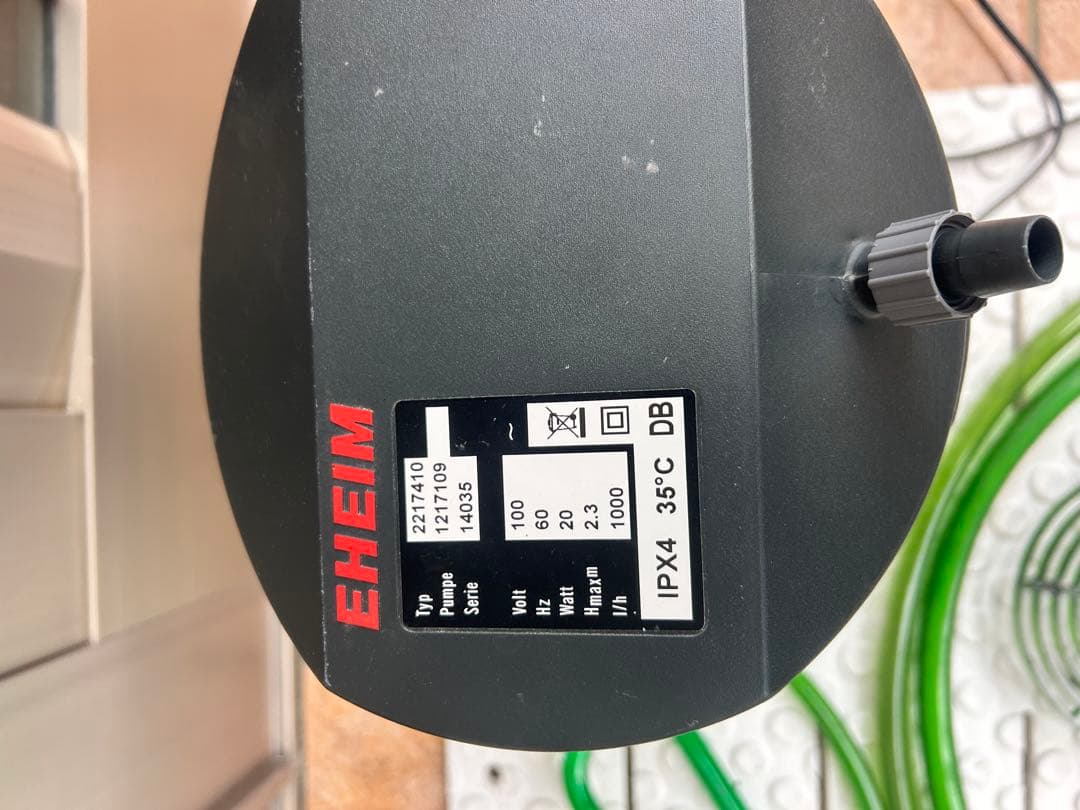 EHEIM
Typ 2217410
Pumpe 1217109
Serie 14035
Volt 100 ~
Hz 60
Watt 20
Hmax m 2.3
l/h 1000
IPX4 35°C DB